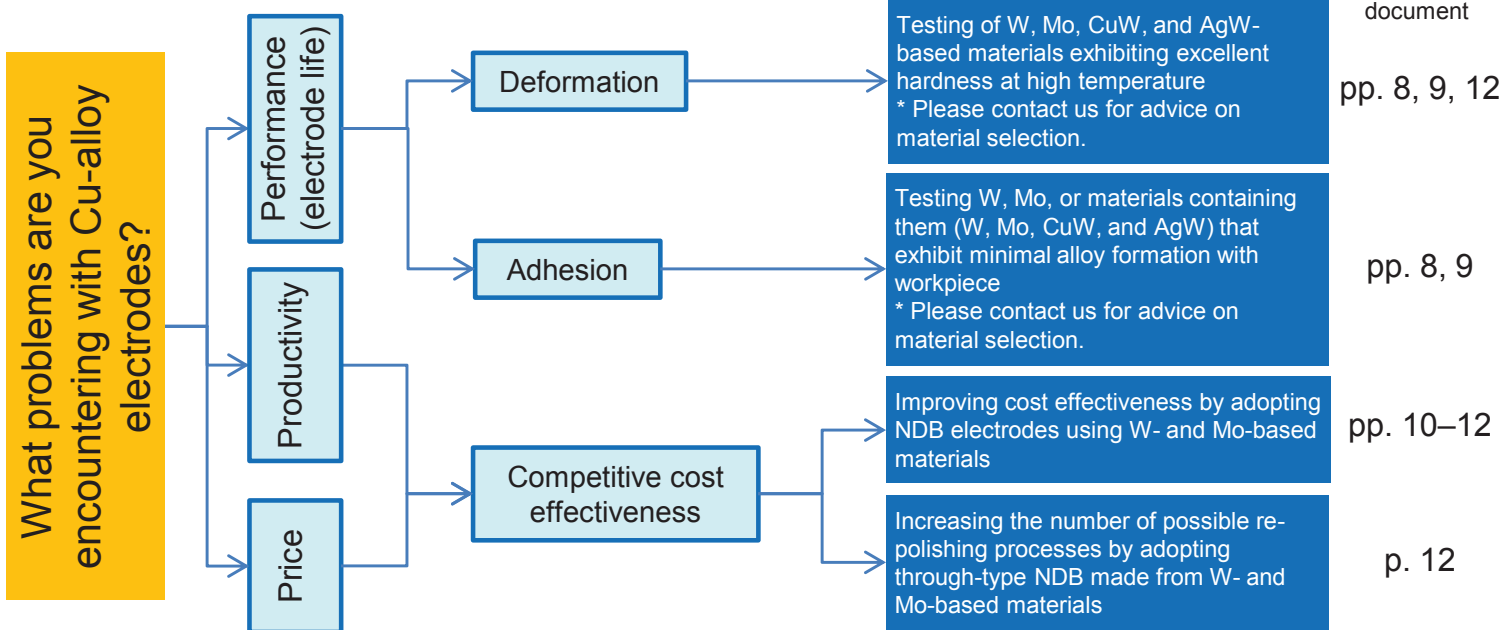 document
What problems are you
encountering with Cu-alloy
electrodes?
Performance
(electrode life)
Deformation
Testing of W, Mo, CuW, and AgW-
based materials exhibiting excellent
hardness at high temperature
* Please contact us for advice on
material selection.
pp. 8, 9, 12
Adhesion
Testing W, Mo, or materials containing
them (W, Mo, CuW, and AgW) that
exhibit minimal alloy formation with
workpiece
* Please contact us for advice on
material selection.
pp. 8, 9
Productivity
Price
Competitive cost
effectiveness
Improving cost effectiveness by adopting
NDB electrodes using W- and Mo-based
materials
pp. 10–12
Increasing the number of possible re-
polishing processes by adopting
through-type NDB made from W- and
Mo-based materials
p. 12